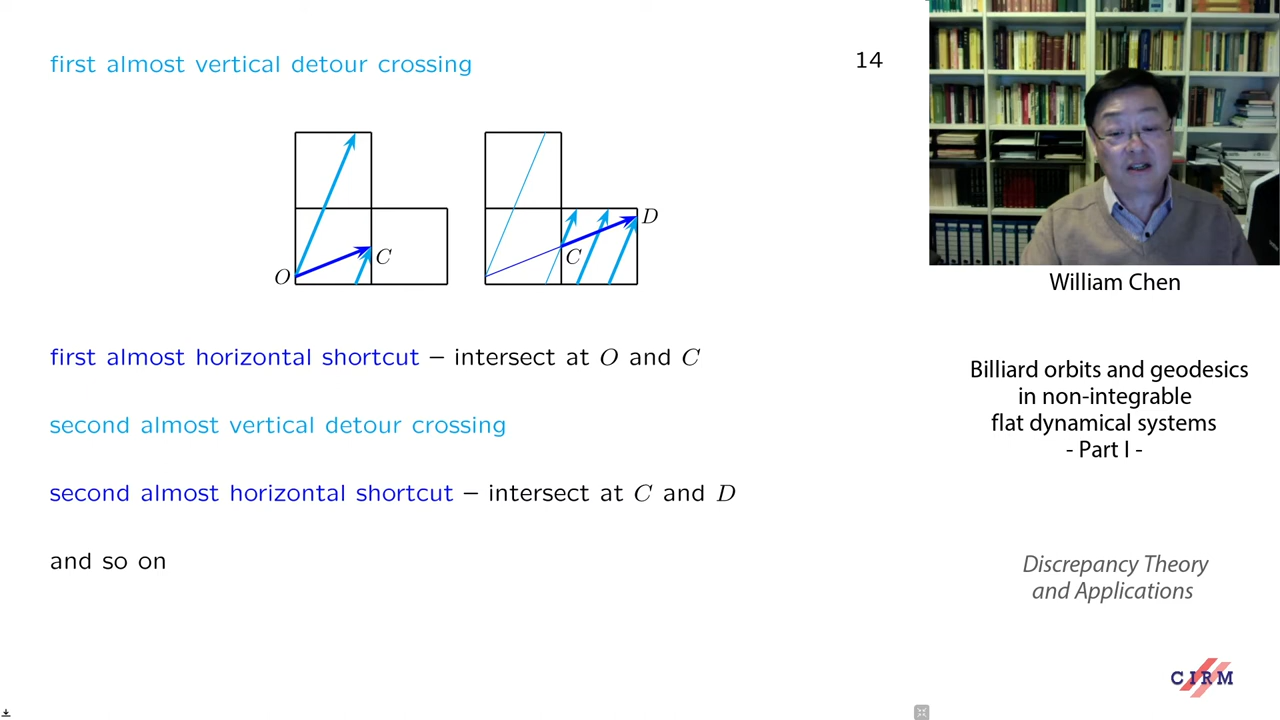 first almost vertical detour crossing
14
O
C
C
D
first almost horizontal shortcut – intersect at O and C
second almost vertical detour crossing
second almost horizontal shortcut – intersect at C and D
and so on
William Chen
Billiard orbits and geodesics
in non-integrable
flat dynamical systems
- Part I -
Discrepancy Theory
and Applications
CIRM